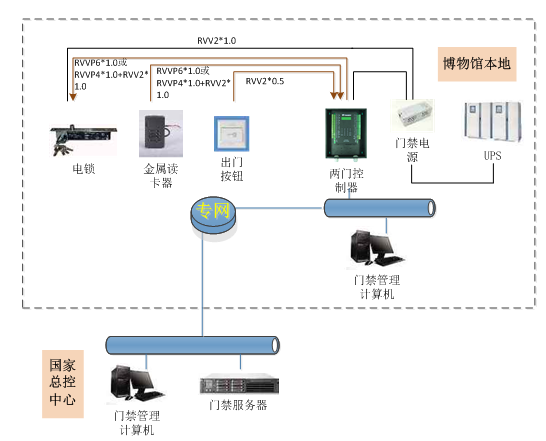 RVV2*1.0
博物馆本地
RVVP6*1.0或
RVVP4*1.0+RVV2*
1.0
RVVP6*1.0或
RVVP4*1.0+RVV2*
1.0
RVV2*0.5
电锁
金属读
卡器
出门
按钮
两门控
制器
门禁电
源
UPS
专网
门禁管理
计算机
国家
总控
中心
门禁管理
计算机
门禁服务器